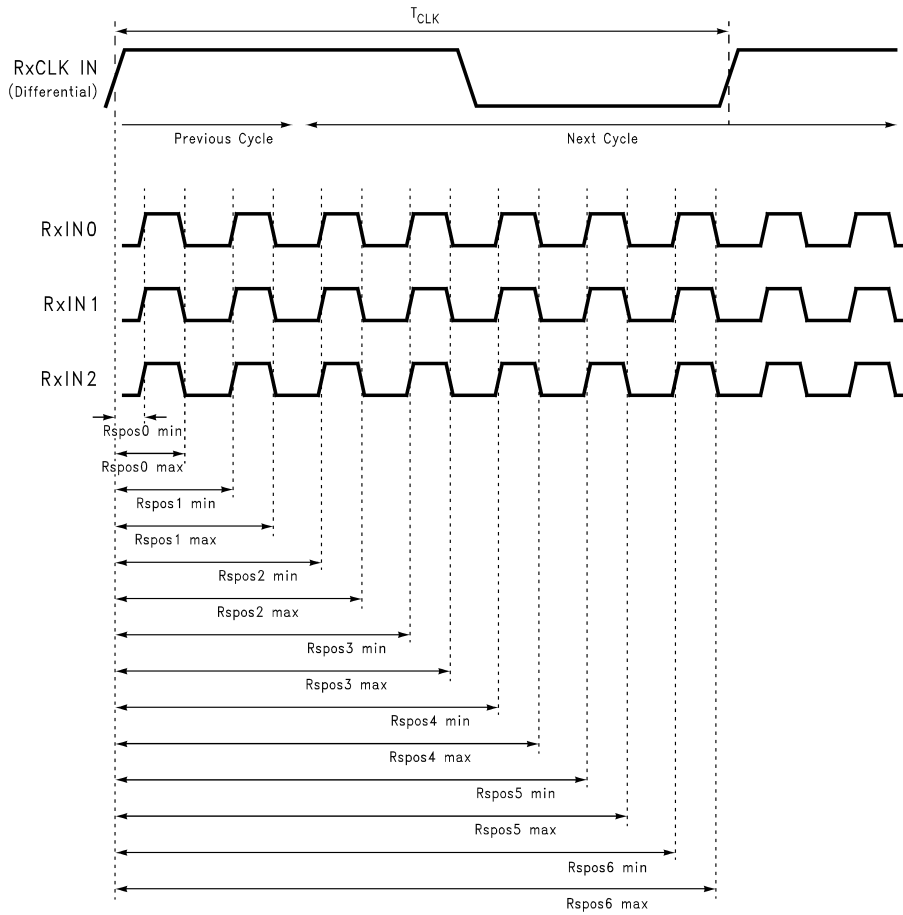 T_CLK
RxCLK IN
(Differential)
Previous Cycle
Next Cycle
RxIN0
RxIN1
RxIN2
Rspos0 min
Rspos0 max
Rspos1 min
Rspos1 max
Rspos2 min
Rspos2 max
Rspos3 min
Rspos3 max
Rspos4 min
Rspos4 max
Rspos5 min
Rspos5 max
Rspos6 min
Rspos6 max